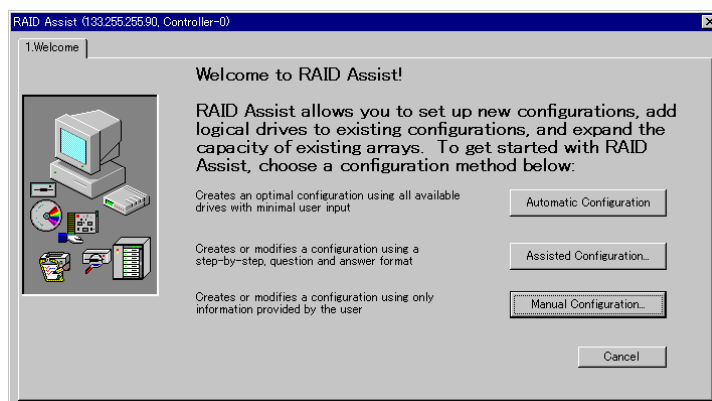 RAID Assist (133.255.255.90, Controller-0)
1.Welcome
Welcome to RAID Assist!
RAID Assist allows you to set up new configurations, add
logical drives to existing configurations, and expand the
capacity of existing arrays. To get started with RAID
Assist, choose a configuration method below:
Creates an optimal configuration using all available
drives with minimal user input
Automatic Configuration
Creates or modifies a configuration using a
step-by-step, question and answer format
Assisted Configuration...
Creates or modifies a configuration using only
information provided by the user
Manual Configuration...
Cancel